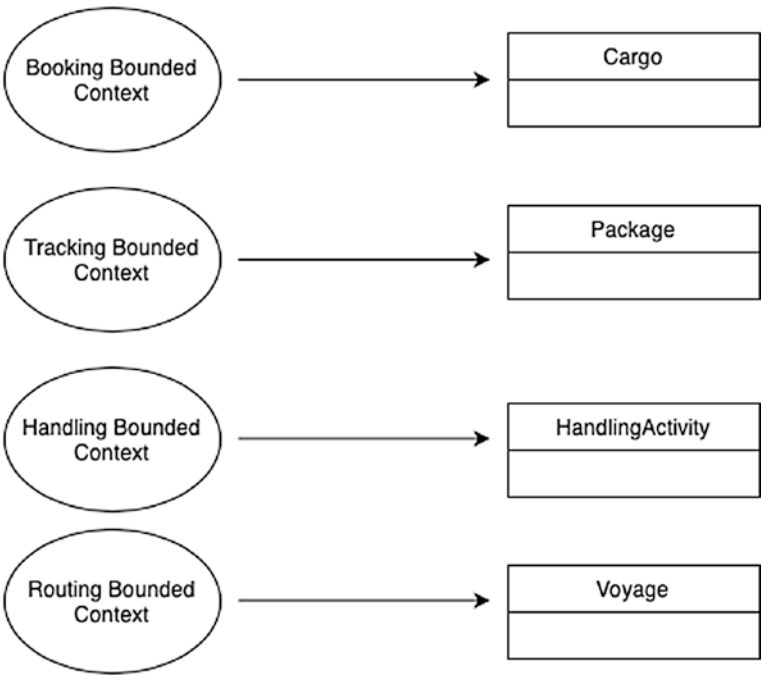 Booking Bounded
Context
Cargo
Tracking Bounded
Context
Package
Handling Bounded
Context
HandlingActivity
Routing Bounded
Context
Voyage